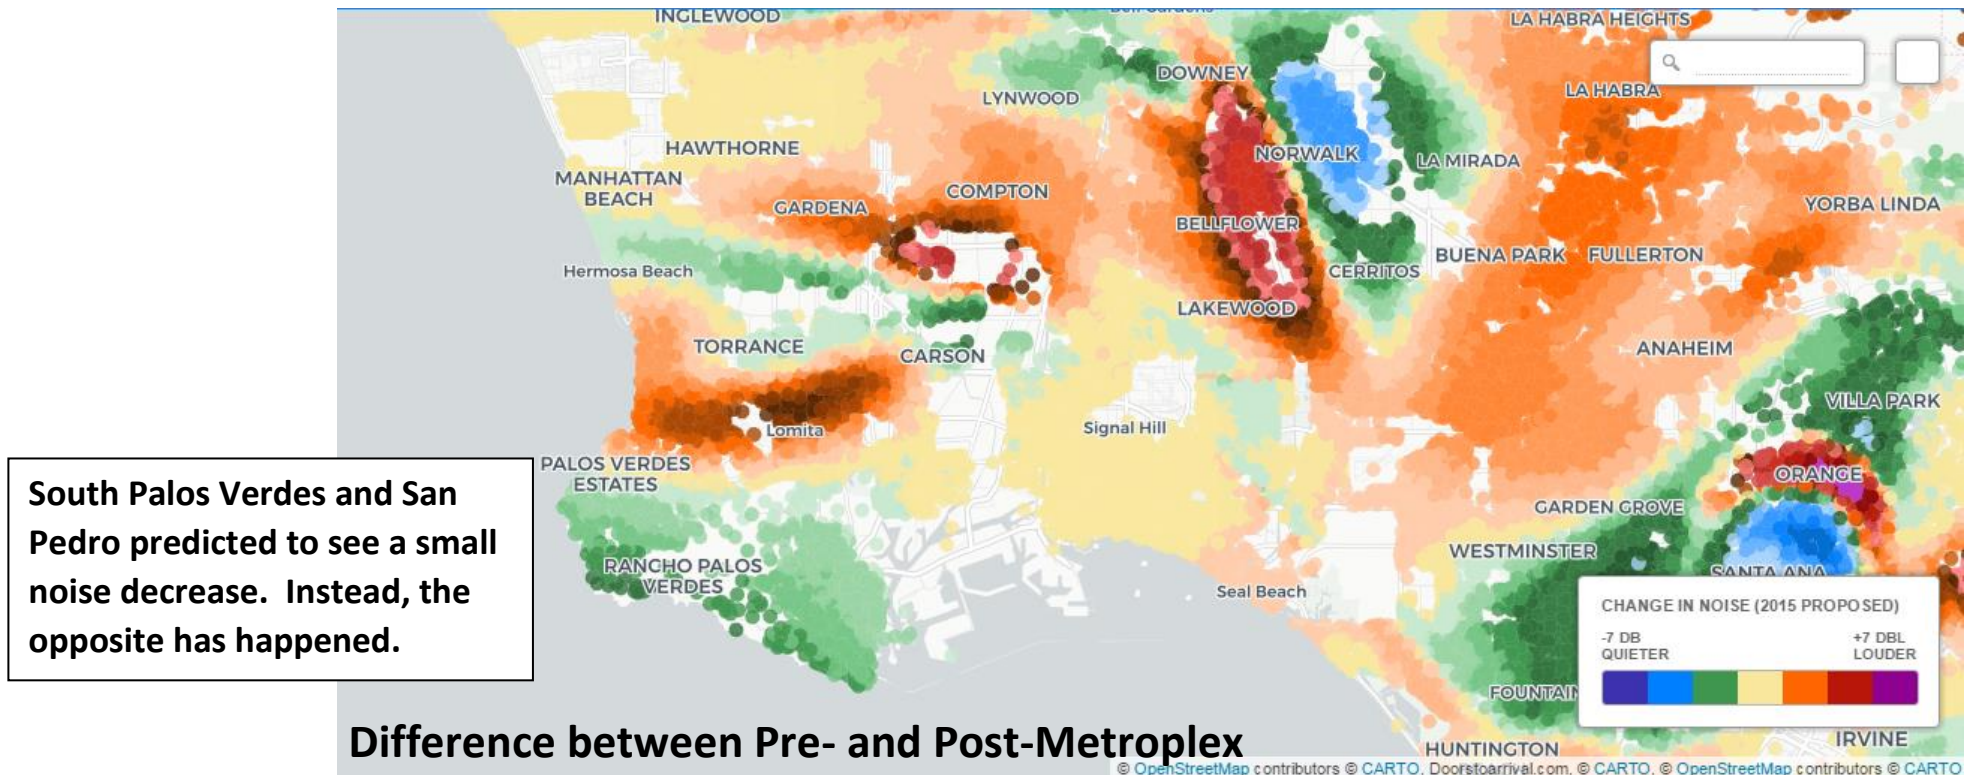 INGLEWOOD
LA HABRA HEIGHTS
DOWNEY
LYNWOOD
LA HABRA
HAWTHORNE
NORWALK
LA MIRADA
MANHATTAN
BEACH
GARDENA
COMPTON
YORBA LINDA
BELLFLOWER
BUENA PARK
FULLERTON
Hermosa Beach
CERRITOS
LAKEWOOD
TORRANCE
CARSON
ANAHEIM
VILLA PARK
Lomita
Signal Hill
PALOS VERDES
ESTATES
ORANGE
GARDEN GROVE
WESTMINSTER
RANCHO PALOS
VERDES
Seal Beach
SANTA ANA
FOUNTAIN
HUNTINGTON
IRVINE
South Palos Verdes and San
Pedro predicted to see a small
noise decrease. Instead, the
opposite has happened.
CHANGE IN NOISE (2015 PROPOSED)
-7 DB
QUIETER
+7 DBL
LOUDER
Difference between Pre- and Post-Metroplex
© OpenStreetMap contributors © CARTO, Doorstoarrival.com, © CARTO, © OpenStreetMap contributors © CARTO